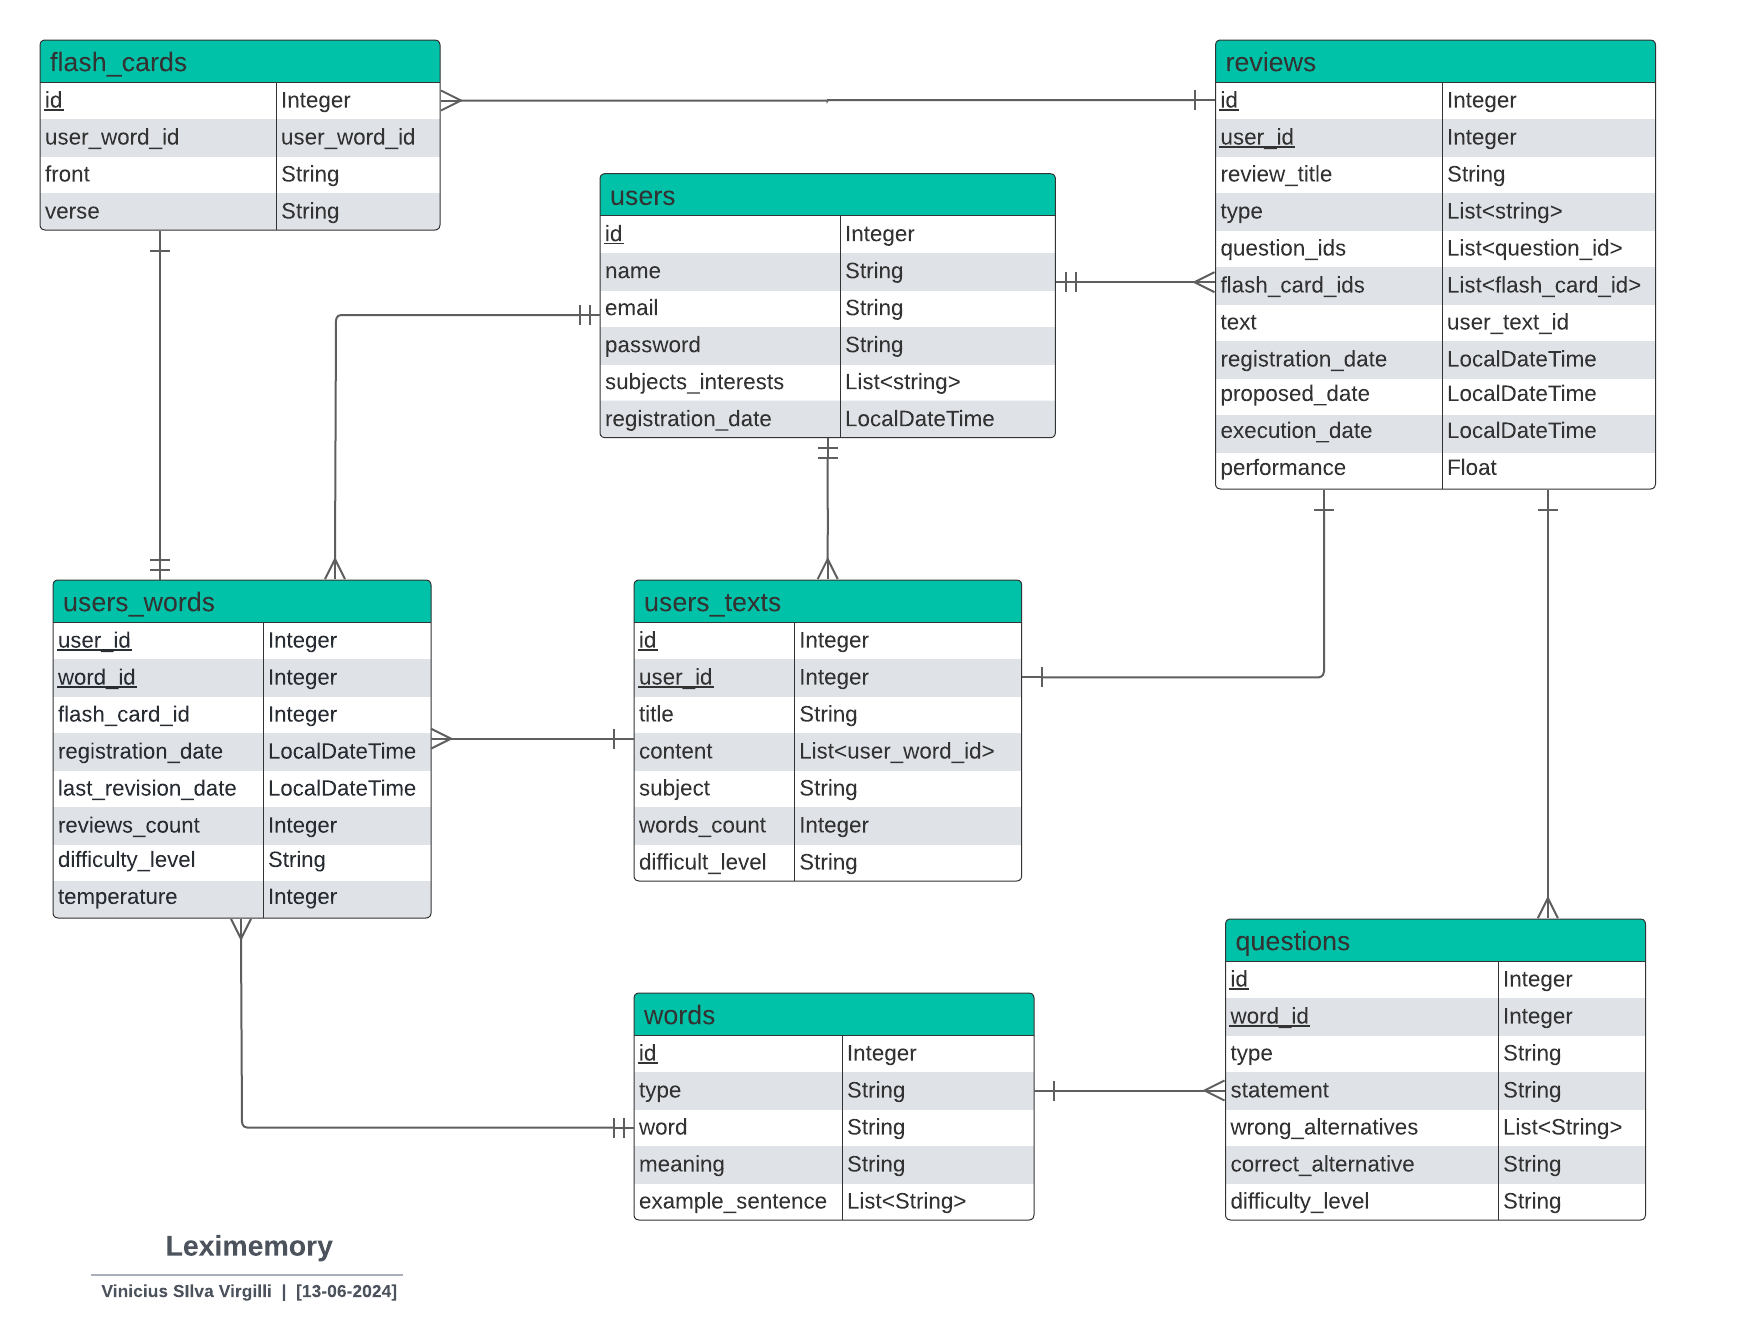 flash_cards
id Integer
user_word_id user_word_id
front String
verse String
reviews
id Integer
user_id Integer
review_title String
type List<string>
question_ids List<question_id>
flash_card_ids List<flash_card_id>
text user_text_id
registration_date LocalDateTime
proposed_date LocalDateTime
execution_date LocalDateTime
performance Float
users
id Integer
name String
email String
password String
subjects_interests List<string>
registration_date LocalDateTime
users_words
user_id Integer
word_id Integer
flash_card_id Integer
registration_date LocalDateTime
last_revision_date LocalDateTime
reviews_count Integer
difficulty_level String
temperature Integer
users_texts
id Integer
user_id Integer
title String
content List<user_word_id>
subject String
words_count Integer
difficult_level String
words
id Integer
type String
word String
meaning String
example_sentence List<String>
questions
id Integer
word_id Integer
type String
statement String
wrong_alternatives List<String>
correct_alternative String
difficulty_level String
Leximemory
Vinicius SIlva Virgilli | [13-06-2024]